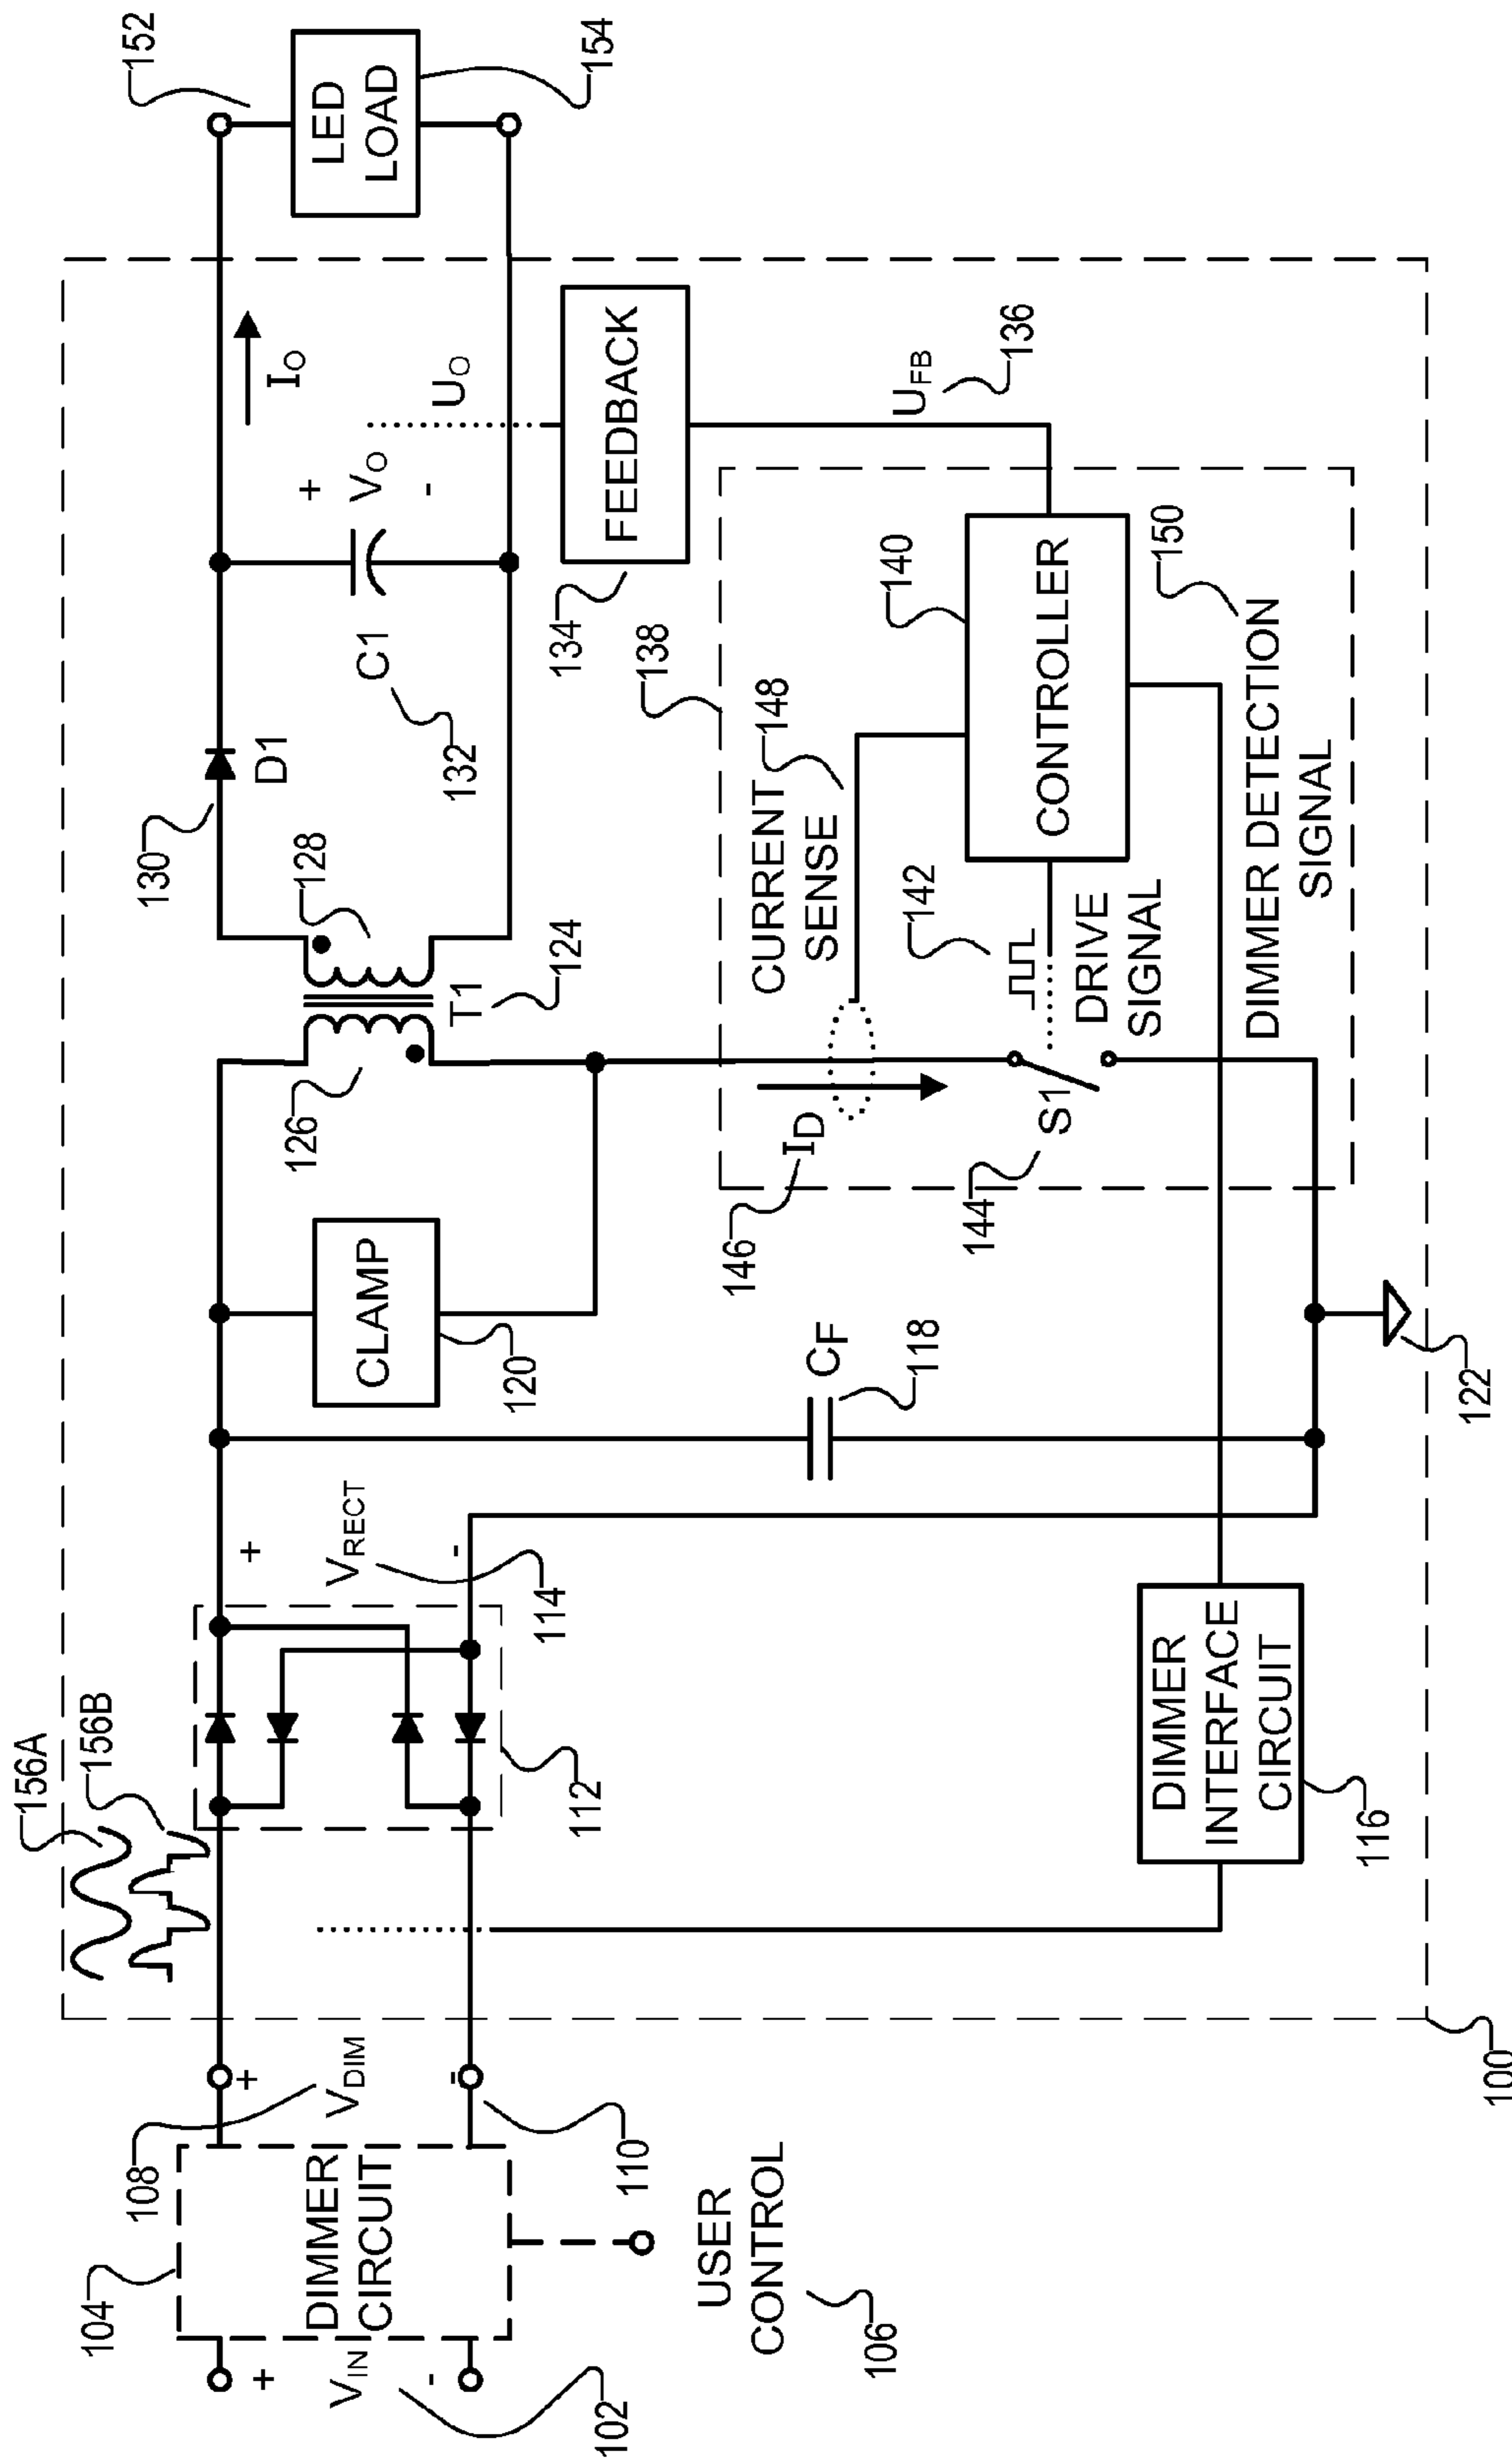 104
102
VIN
+
-
DIMMER
CIRCUIT
USER
CONTROL
106
108
VDIM
+
-
110
156A
156B
112
+
VRECT
-
114
DIMMER
INTERFACE
CIRCUIT
116
CF
118
CLAMP
120
122
126
T1
124
128
130
D1
C1
132
+
VO
-
IO
UO
FEEDBACK
134
UFB
136
138
CURRENT
SENSE
148
ID
146
S1
144
142
DRIVE
SIGNAL
CONTROLLER
140
DIMMER DETECTION
SIGNAL
150
152
LED
LOAD
154
100